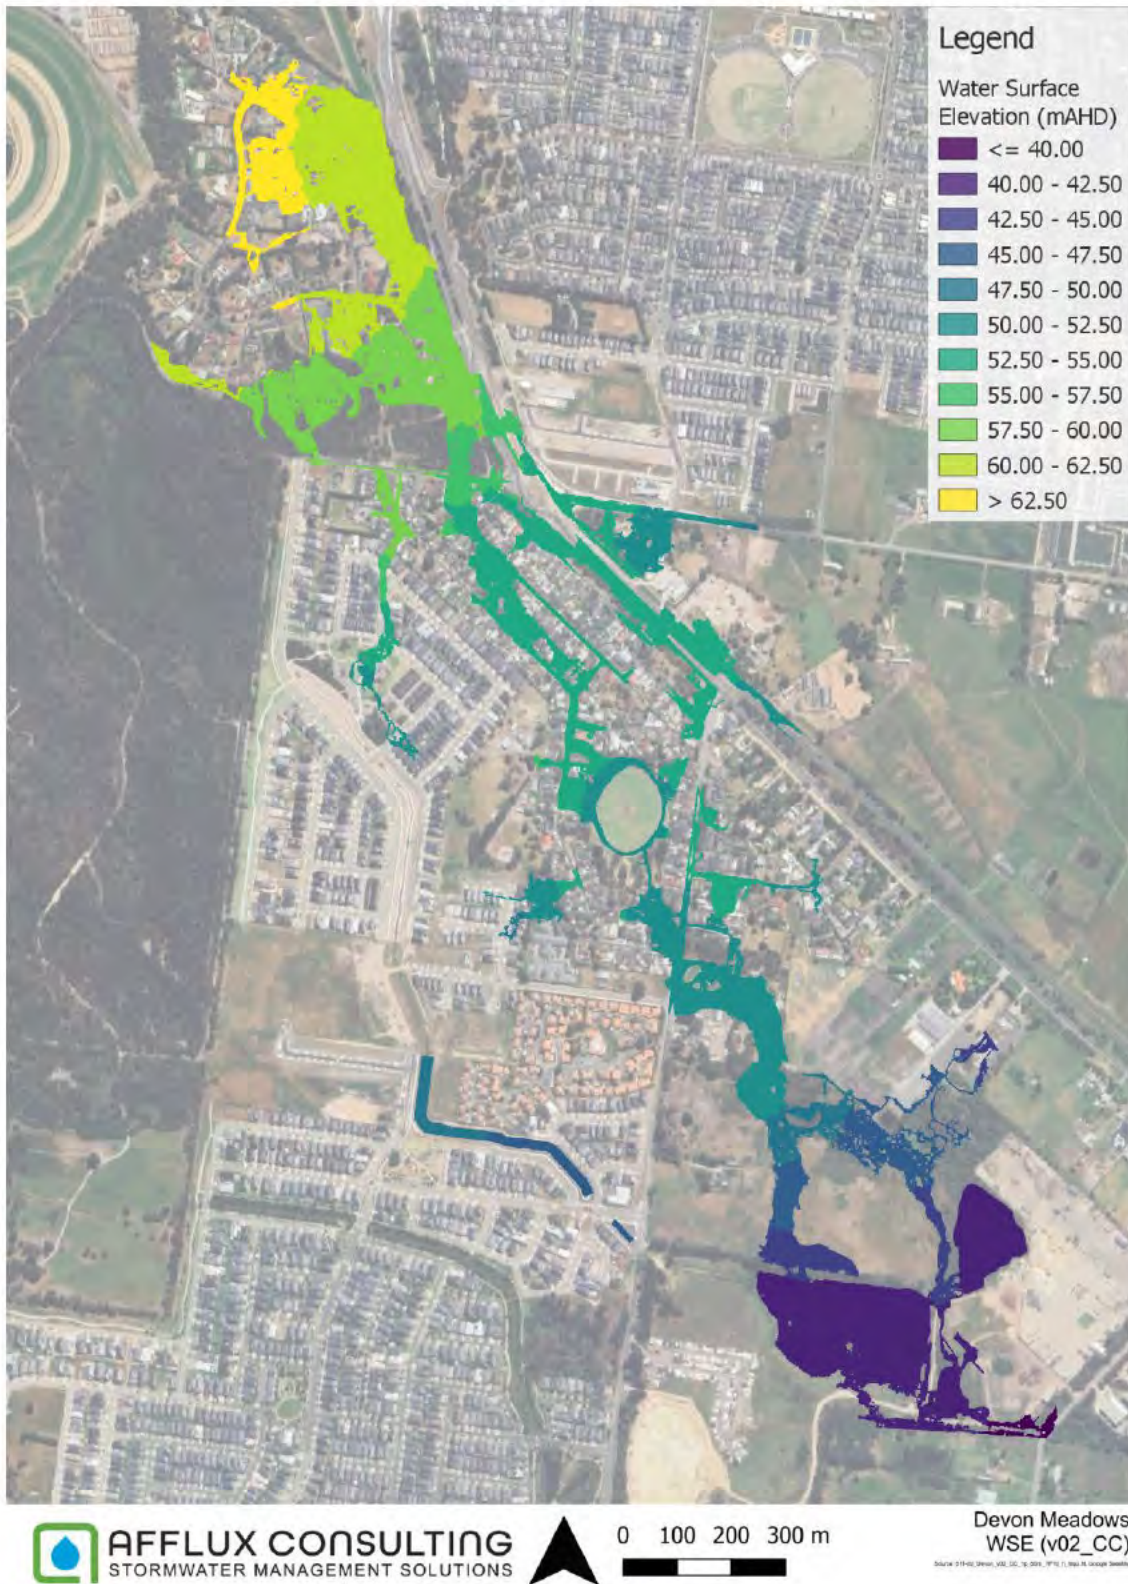 Legend
Water Surface
Elevation (mAHD)
<= 40.00
40.00 - 42.50
42.50 - 45.00
45.00 - 47.50
47.50 - 50.00
50.00 - 52.50
52.50 - 55.00
55.00 - 57.50
57.50 - 60.00
60.00 - 62.50
> 62.50
AFFLUX CONSULTING
STORMWATER MANAGEMENT SOLUTIONS
0 100 200 300 m
Devon Meadows
WSE (v02_CC)